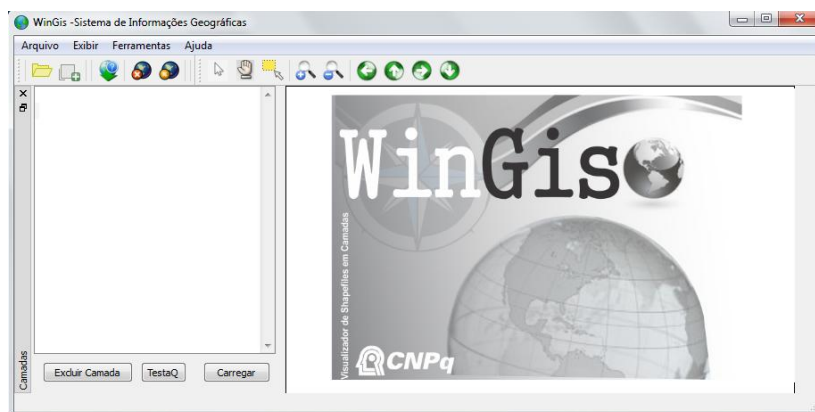 WinGis -Sistema de Informações Geográficas
Arquivo Exibir Ferramentas Ajuda
WinGis
Visualizador de Shapefiles em Camadas
CNPq
Camadas
Excluir Camada TestaQ Carregar